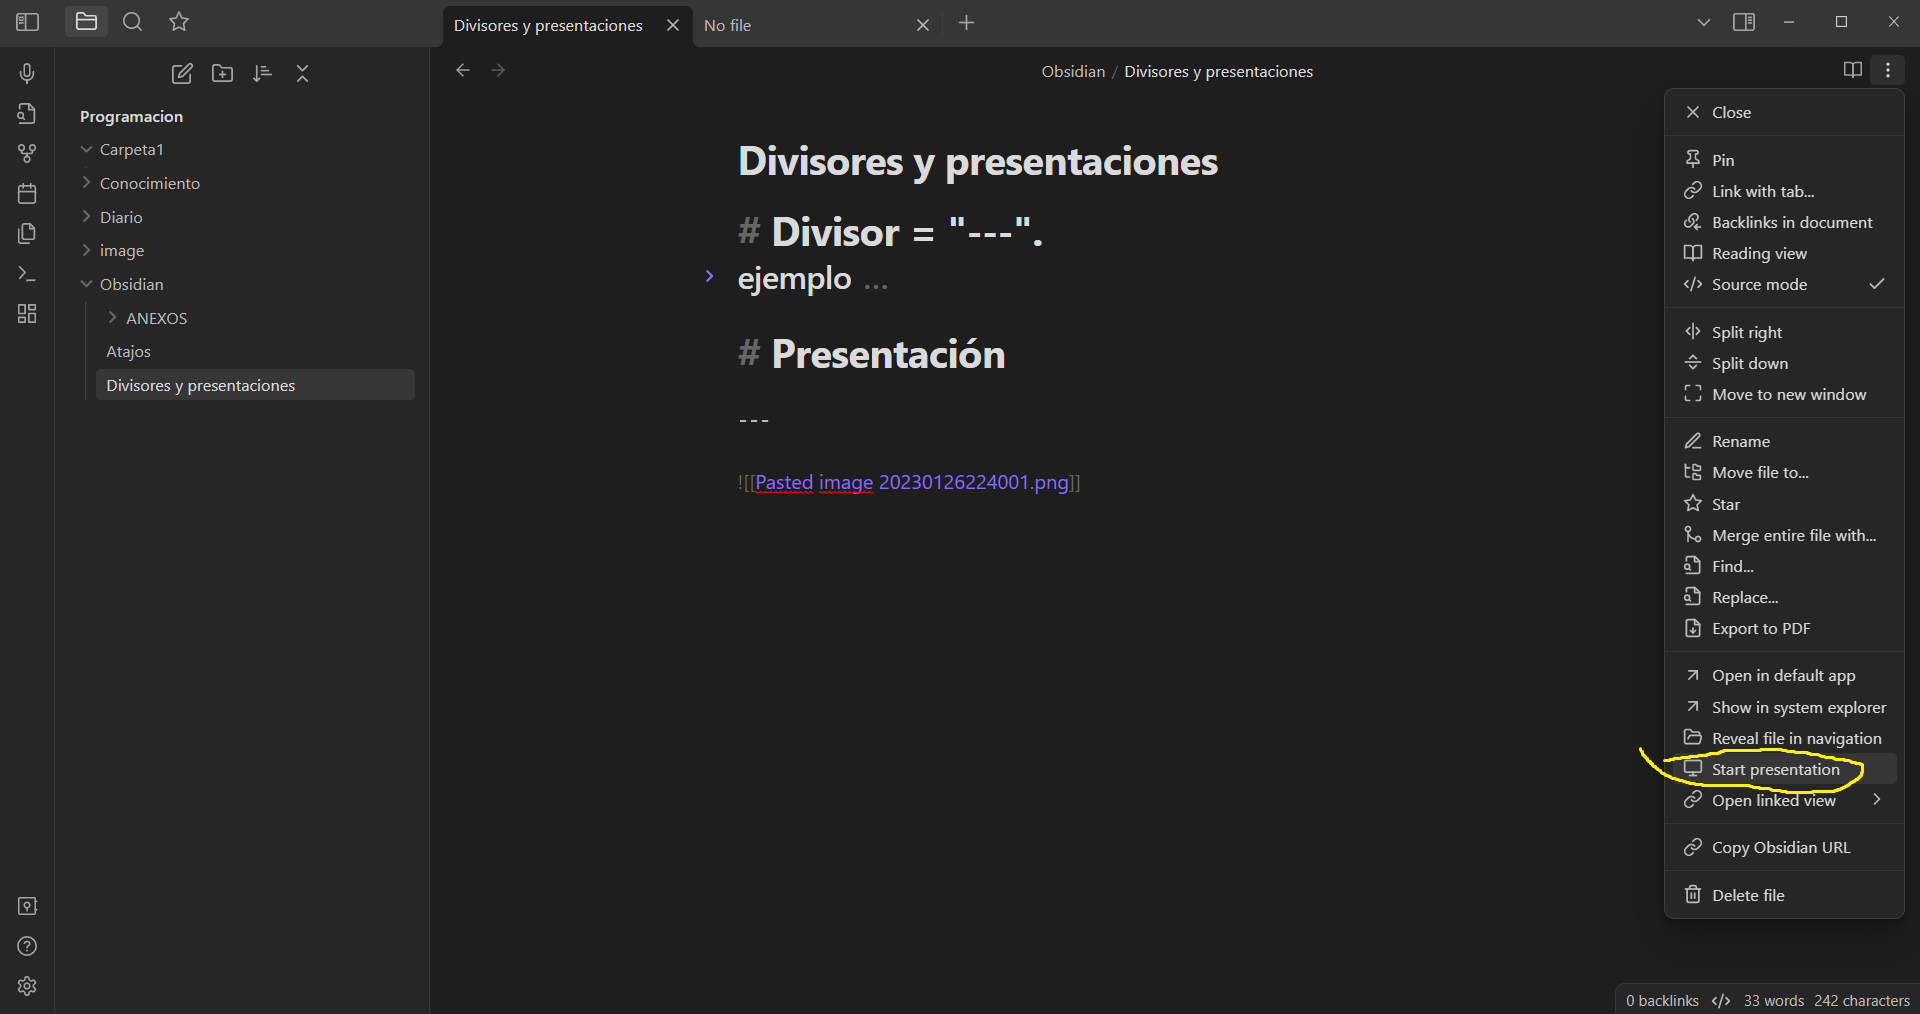 Divisores y presentaciones
No file
Obsidian / Divisores y presentaciones
Programacion
Carpeta1
Conocimiento
Diario
image
Obsidian
ANEXOS
Atajos
Divisores y presentaciones
Divisores y presentaciones
# Divisor = "---".
ejemplo ...
# Presentación
---
![[Pasted image 20230126224001.png]]
Close
Pin
Link with tab...
Backlinks in document
Reading view
Source mode
Split right
Split down
Move to new window
Rename
Move file to...
Star
Merge entire file with...
Find...
Replace...
Export to PDF
Open in default app
Show in system explorer
Reveal file in navigation
Start presentation
Open linked view
Copy Obsidian URL
Delete file
0 backlinks 33 words 242 characters